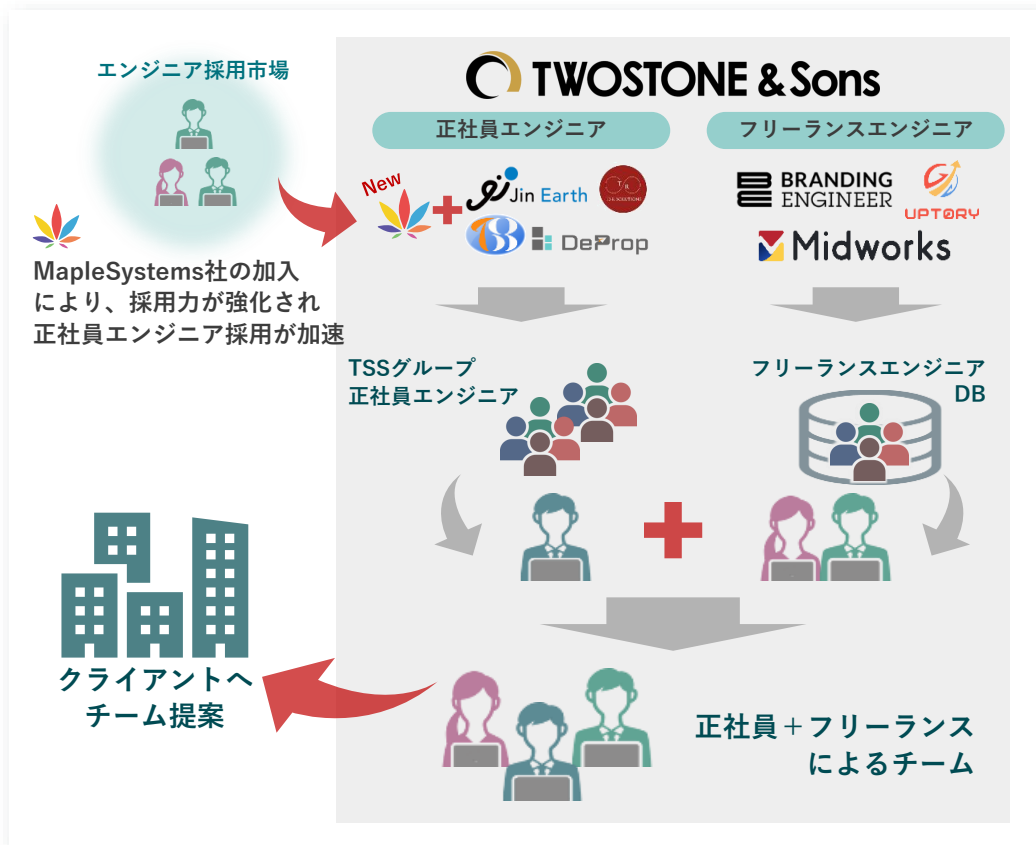 エンジニア採用市場
TWOSTONE & Sons
正社員エンジニア
フリーランスエンジニア
New
Jin Earth
DeProp
BRANDING
ENGINEER
UPTORY
Midworks
MapleSystems社の加入
により、採用力が強化され
正社員エンジニア採用が加速
TSSグループ
正社員エンジニア
フリーランスエンジニア
DB
クライアントへ
チーム提案
正社員＋フリーランス
によるチーム